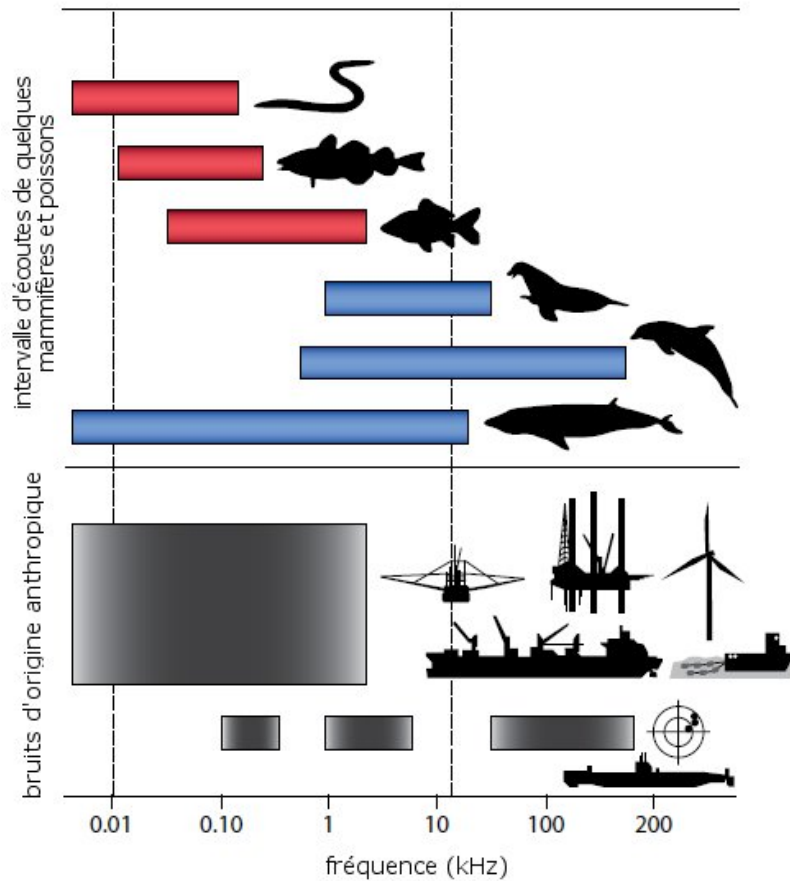 intervalle d'écoutes de quelques
mammifères et poissons
bruits d'origine anthropique
0.01 0.10 1 10 100 200
fréquence (kHz)